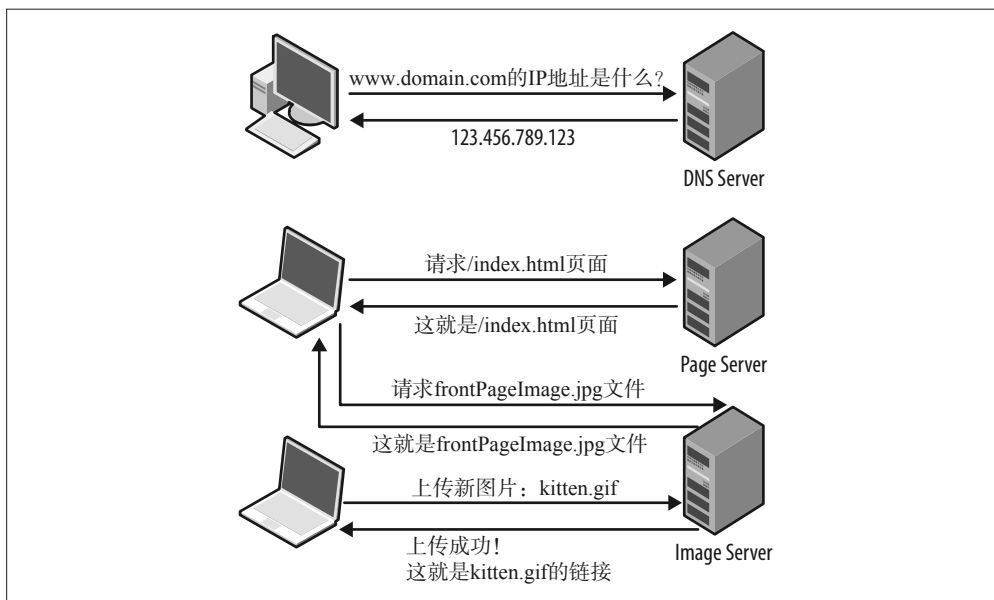 www.domain.com的IP地址是什么?
123.456.789.123
DNS Server
请求/index.html页面
这就是/index.html页面
Page Server
请求frontPageImage.jpg文件
这就是frontPageImage.jpg文件
上传新图片：kitten.gif
上传成功！
这就是kitten.gif的链接
Image Server